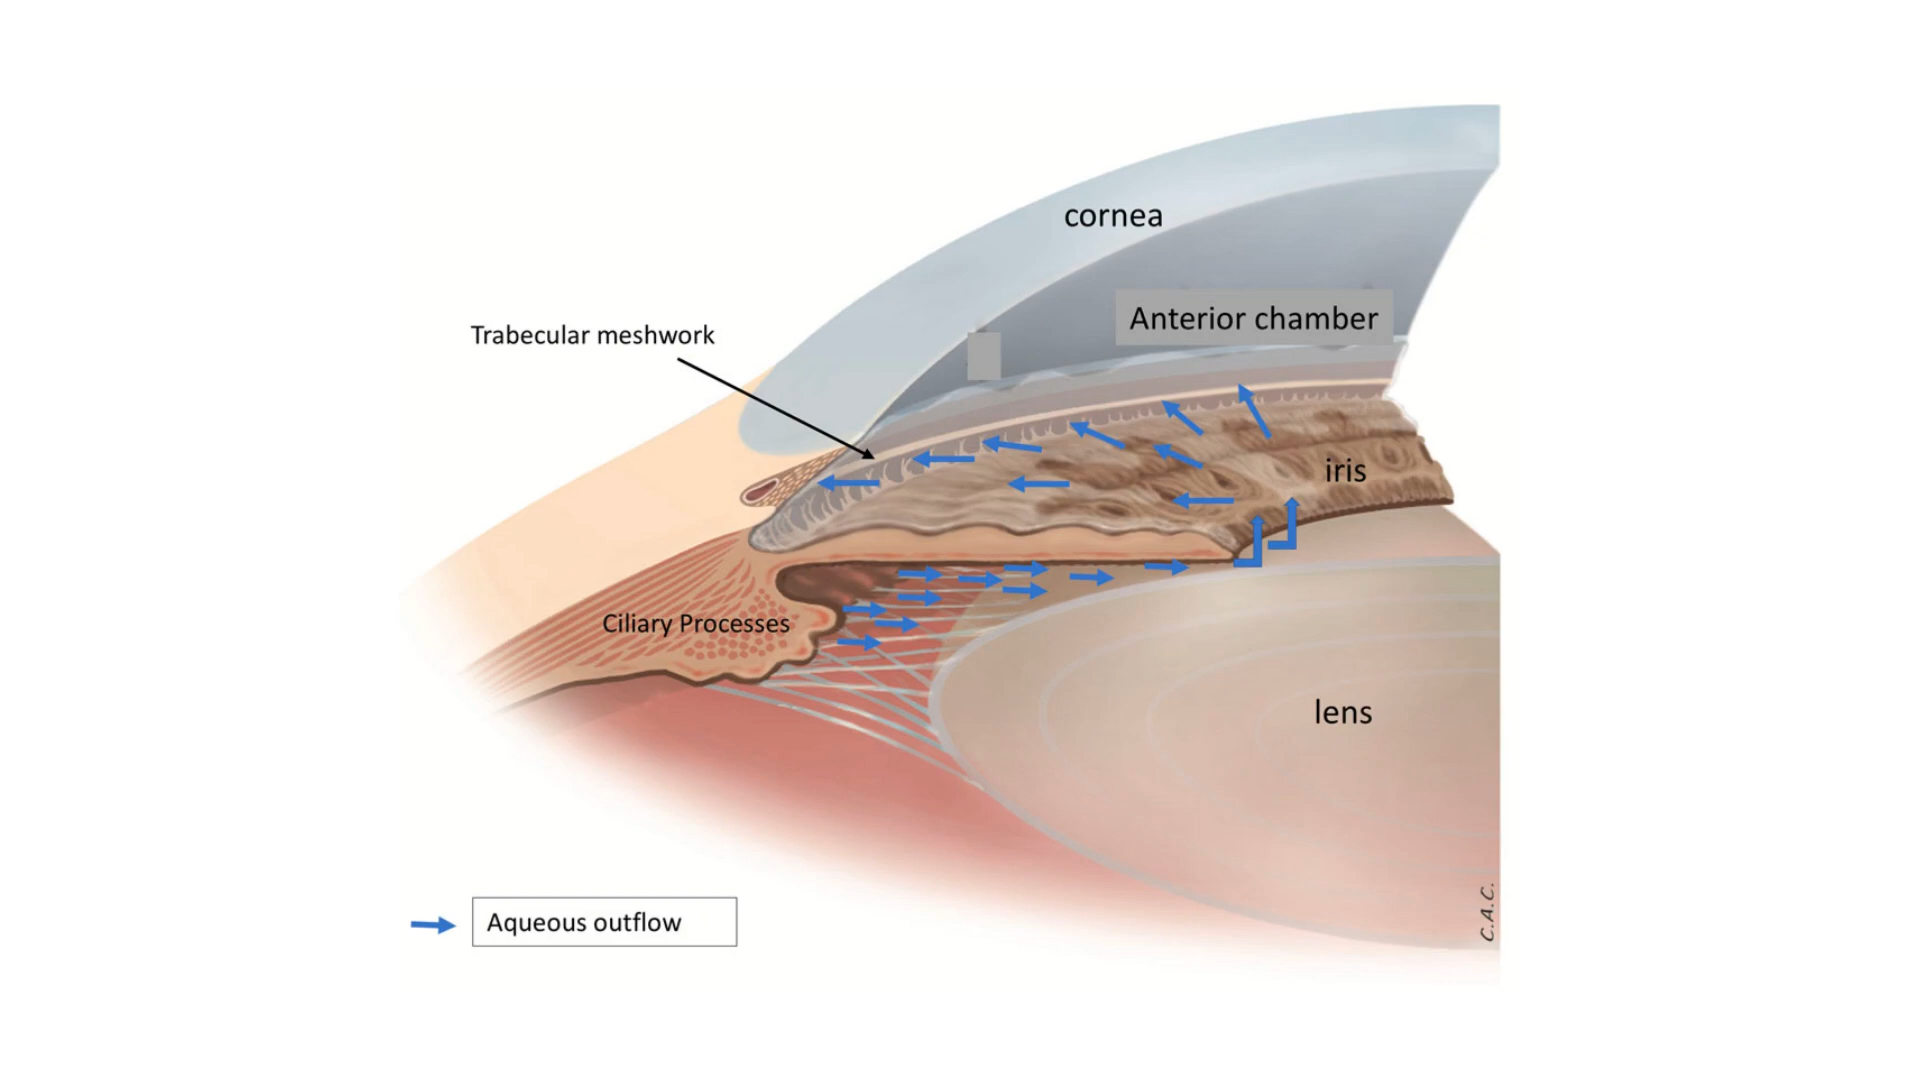 cornea
Anterior chamber
Trabecular meshwork
iris
Ciliary Processes
lens
Aqueous outflow
C.A.C.